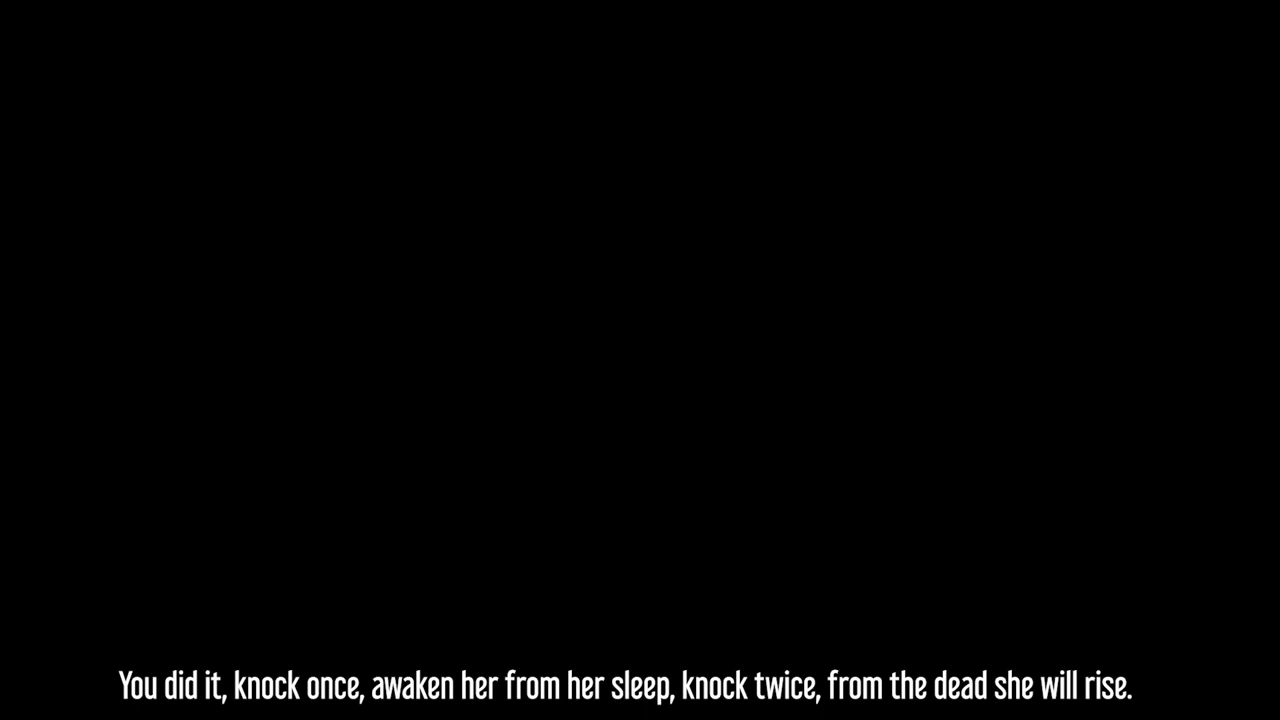 You did it, knock once, awaken her from her sleep, knock twice, from the dead she will rise.